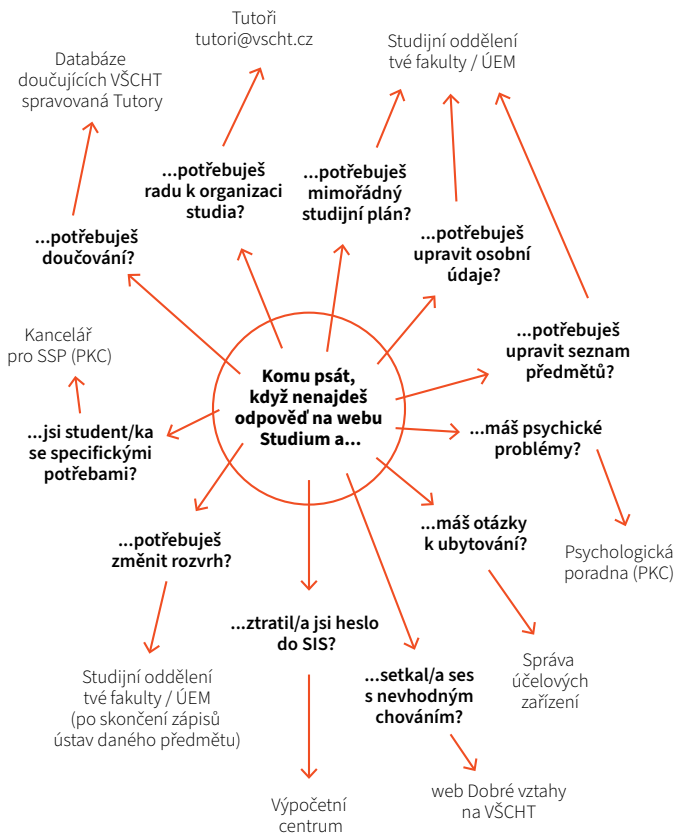 Tutoři
tutori@vscht.cz
Databáze
doučujících VŠCHT
spravovaná Tutory
Studijní oddělení
tvé fakulty / ÚEM
...potřebuješ
radu k organizaci
studia?
...potřebuješ
mimořádný
studijní plán?
...potřebuješ
doučování?
...potřebuješ
upravit osobní
údaje?
Kancelář
pro SSP (PKC)
...potřebuješ
upravit seznam
předmětů?
Komu psát,
když nenajdeš
odpověď na webu
Studium a...
...jsi student/ka
se specifickými
potřebami?
...máš psychické
problémy?
...potřebuješ
změnit rozvrh?
...máš otázky
k ubytování?
Psychologická
poradna (PKC)
...ztratil/a jsi heslo
do SIS?
Studijní oddělení
tvé fakulty / ÚEM
(po skončení zápisů
ústav daného předmětu)
...setkal/a ses
s nevhodným
chováním?
Správa
účelových
zařízení
Výpočetní
centrum
web Dobré vztahy
na VŠCHT